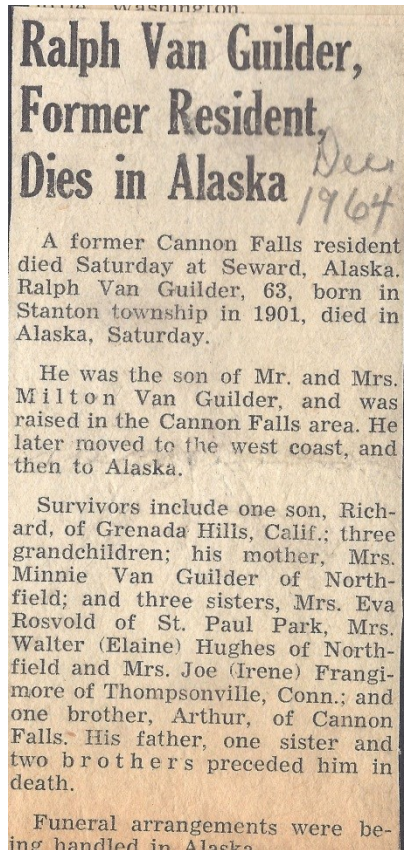 Washington.
Ralph Van Guilder,
Former Resident,
Dies in Alaska
Dec
1964
A former Cannon Falls resident
died Saturday at Seward, Alaska.
Ralph Van Guilder, 63, born in
Stanton township in 1901, died in
Alaska, Saturday.
He was the son of Mr. and Mrs.
Milton Van Guilder, and was
raised in the Cannon Falls area. He
later moved to the west coast, and
then to Alaska.
Survivors include one son, Rich-
ard, of Grenada Hills, Calif.; three
grandchildren; his mother, Mrs.
Minnie Van Guilder of North-
field; and three sisters, Mrs. Eva
Rosvold of St. Paul Park, Mrs.
Walter (Elaine) Hughes of North-
field and Mrs. Joe (Irene) Frangi-
more of Thompsonville, Conn.; and
one brother, Arthur, of Cannon
Falls. His father, one sister and
two brothers preceded him in
death.
Funeral arrangements were be-
ing handled in Alaska.